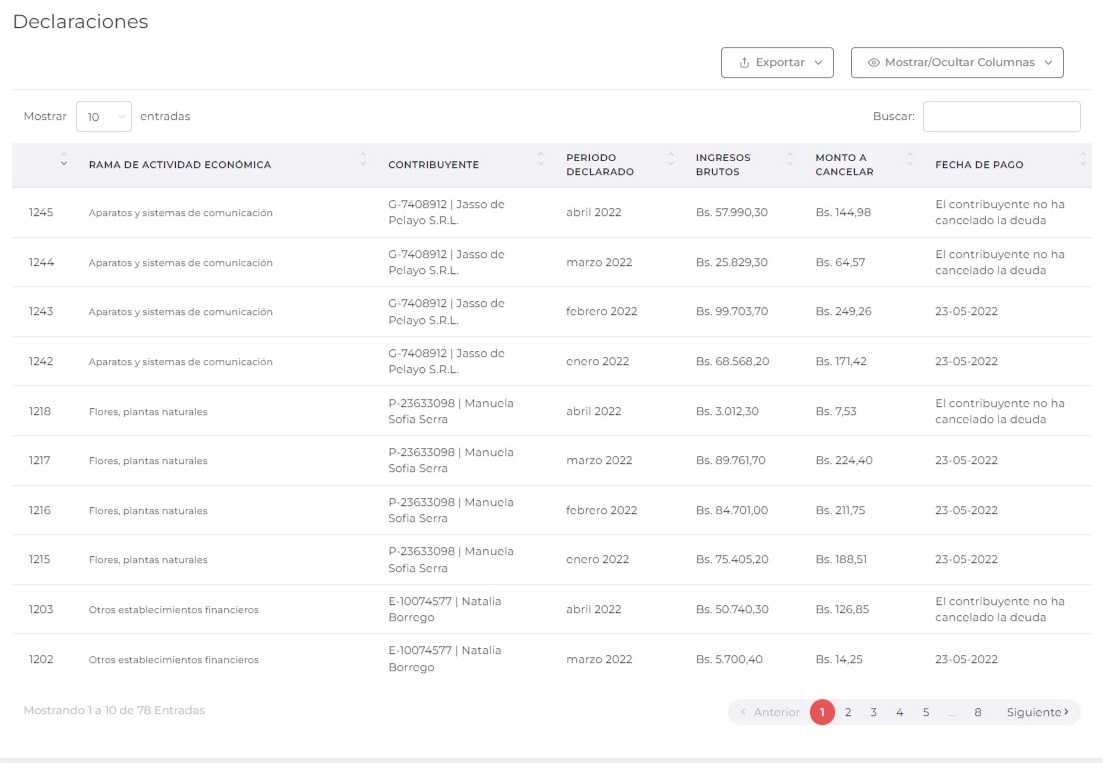 Declaraciones
Exportar
Mostrar/Ocultar Columnas
Mostrar 10 entradas
Buscar:
RAMA DE ACTIVIDAD ECONÓMICA CONTRIBUYENTE PERIODO DECLARADO INGRESOS BRUTOS MONTO A CANCELAR FECHA DE PAGO
1245 Aparatos y sistemas de comunicación G-7408912 | Jasso de Pelayo S.R.L. abril 2022 Bs. 57.990,30 Bs. 144,98 El contribuyente no ha cancelado la deuda
1244 Aparatos y sistemas de comunicación G-7408912 | Jasso de Pelayo S.R.L. marzo 2022 Bs. 25.829,30 Bs. 64,57 El contribuyente no ha cancelado la deuda
1243 Aparatos y sistemas de comunicación G-7408912 | Jasso de Pelayo S.R.L. febrero 2022 Bs. 99.703,70 Bs. 249,26 23-05-2022
1242 Aparatos y sistemas de comunicación G-7408912 | Jasso de Pelayo S.R.L. enero 2022 Bs. 68.568,20 Bs. 171,42 23-05-2022
1218 Flores, plantas naturales P-23633098 | Manuela Sofia Serra abril 2022 Bs. 3.012,30 Bs. 7,53 El contribuyente no ha cancelado la deuda
1217 Flores, plantas naturales P-23633098 | Manuela Sofia Serra marzo 2022 Bs. 89.761,70 Bs. 224,40 23-05-2022
1216 Flores, plantas naturales P-23633098 | Manuela Sofia Serra febrero 2022 Bs. 84.701,00 Bs. 211,75 23-05-2022
1215 Flores, plantas naturales P-23633098 | Manuela Sofia Serra enero 2022 Bs. 75.405,20 Bs. 188,51 23-05-2022
1203 Otros establecimientos financieros E-10074577 | Natalia Borrego abril 2022 Bs. 50.740,30 Bs. 126,85 El contribuyente no ha cancelado la deuda
1202 Otros establecimientos financieros E-10074577 | Natalia Borrego marzo 2022 Bs. 5.700,40 Bs. 14,25 23-05-2022
Mostrando 1 a 10 de 78 Entradas
‹ Anterior 1 2 3 4 5 ... 8 Siguiente ›